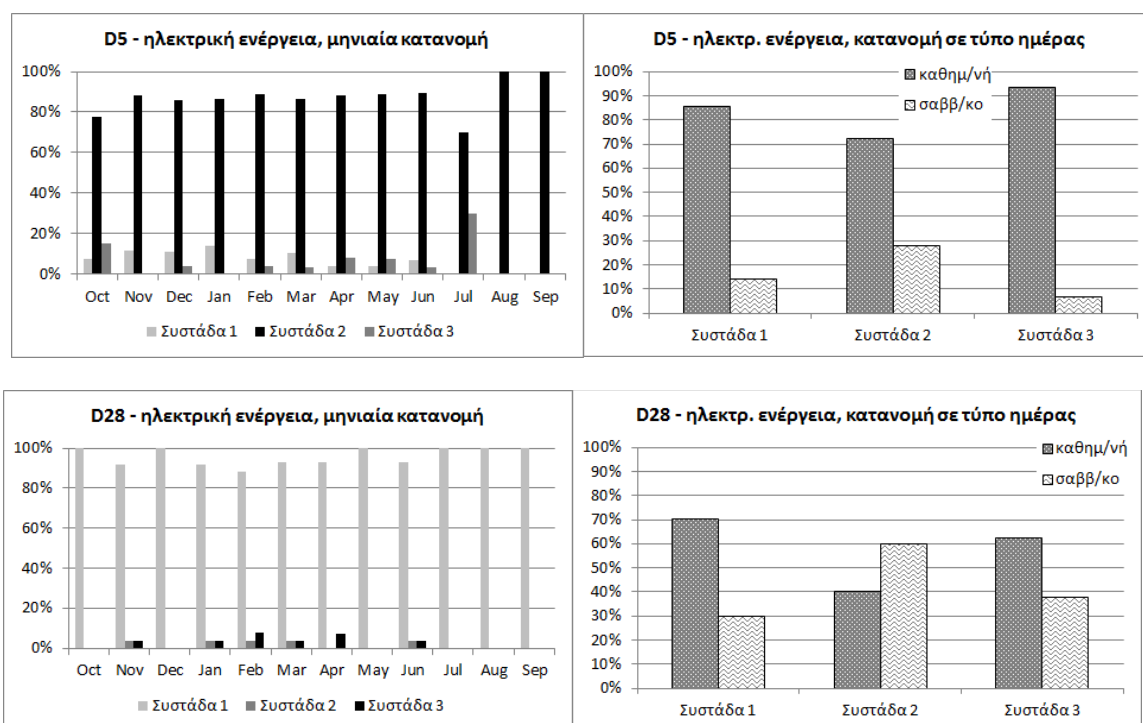 D5 - ηλεκτρική ενέργεια, μηνιαία κατανομή
100%
80%
60%
40%
20%
0%
Oct Nov Dec Jan Feb Mar Apr May Jun Jul Aug Sep
Συστάδα 1 Συστάδα 2 Συστάδα 3
D5 - ηλεκτρ. ενέργεια, κατανομή σε τύπο ημέρας
100%
90%
80%
70%
60%
50%
40%
30%
20%
10%
0%
καθημ/νή
σαββ/κο
Συστάδα 1 Συστάδα 2 Συστάδα 3
D28 - ηλεκτρική ενέργεια, μηνιαία κατανομή
100%
80%
60%
40%
20%
0%
Oct Nov Dec Jan Feb Mar Apr May Jun Jul Aug Sep
Συστάδα 1 Συστάδα 2 Συστάδα 3
D28 - ηλεκτρ. ενέργεια, κατανομή σε τύπο ημέρας
100%
90%
80%
70%
60%
50%
40%
30%
20%
10%
0%
καθημ/νή
σαββ/κο
Συστάδα 1 Συστάδα 2 Συστάδα 3